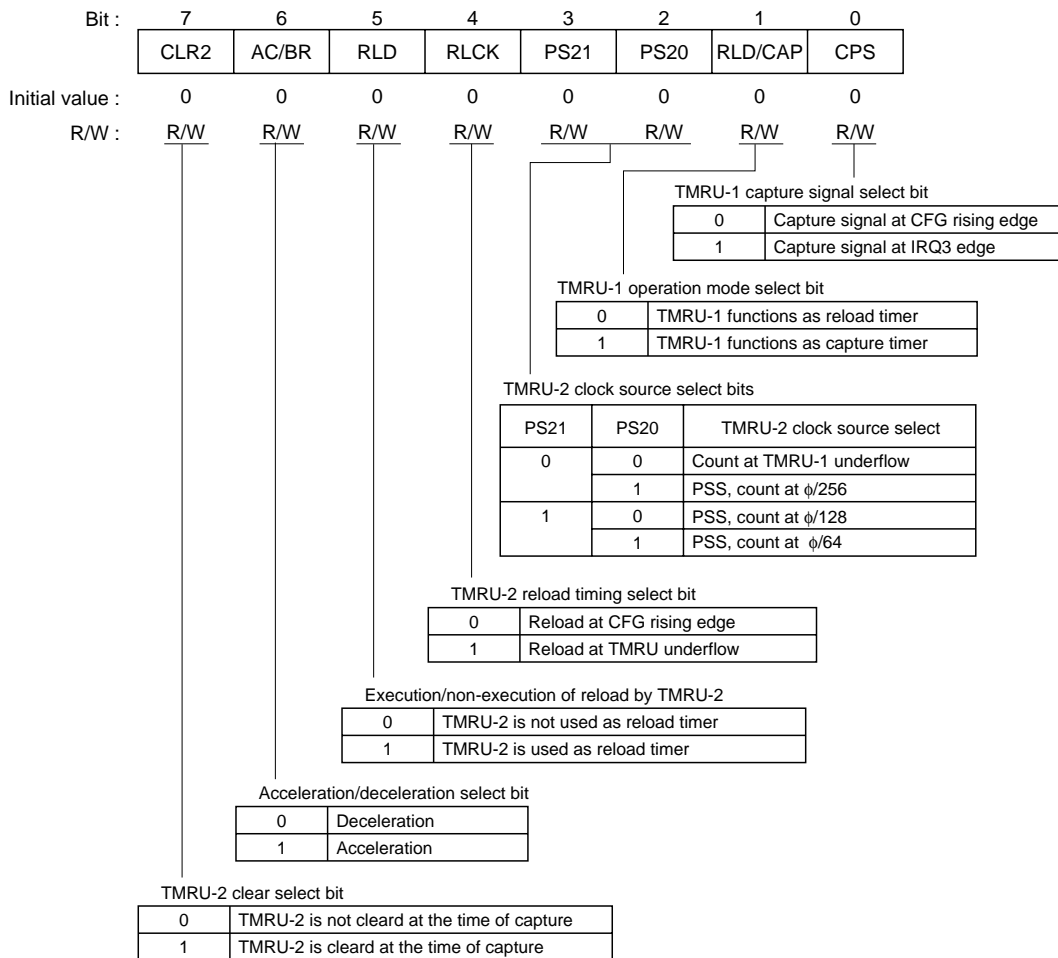 Bit : 7 6 5 4 3 2 1 0
CLR2 AC/BR RLD RLCK PS21 PS20 RLD/CAP CPS
Initial value : 0 0 0 0 0 0 0 0
R/W : R/W R/W R/W R/W R/W R/W R/W R/W
TMRU-1 capture signal select bit
0 Capture signal at CFG rising edge
1 Capture signal at IRQ3 edge
TMRU-1 operation mode select bit
0 TMRU-1 functions as reload timer
1 TMRU-1 functions as capture timer
TMRU-2 clock source select bits
PS21 PS20 TMRU-2 clock source select
0 0 Count at TMRU-1 underflow
1 PSS, count at ϕ/256
1 0 PSS, count at ϕ/128
1 PSS, count at ϕ/64
TMRU-2 reload timing select bit
0 Reload at CFG rising edge
1 Reload at TMRU underflow
Execution/non-execution of reload by TMRU-2
0 TMRU-2 is not used as reload timer
1 TMRU-2 is used as reload timer
Acceleration/deceleration select bit
0 Deceleration
1 Acceleration
TMRU-2 clear select bit
0 TMRU-2 is not cleard at the time of capture
1 TMRU-2 is cleard at the time of capture